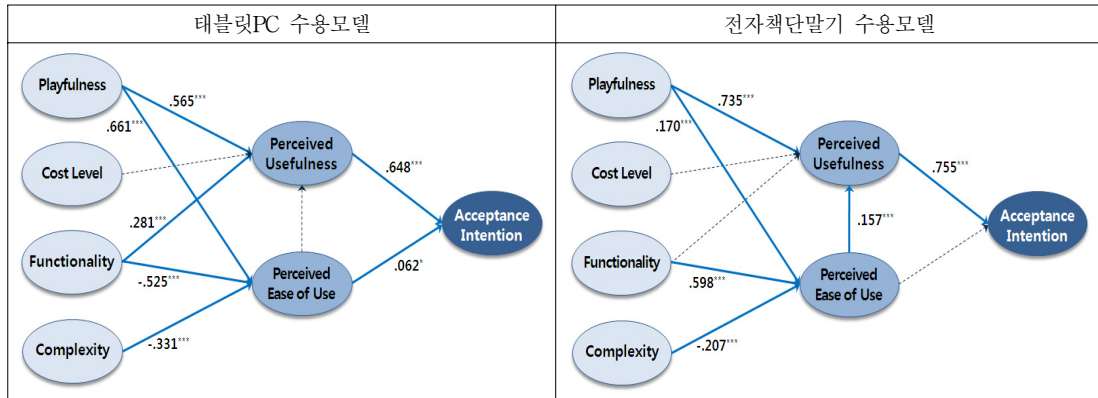 태블릿PC 수용모델
Playfulness
.565***
.661***
Perceived
Usefulness
Cost Level
.648***
Acceptance
Intention
.281***
Functionality
-.525***
Perceived
Ease of Use
.062*
Complexity
-.331***
전자책단말기 수용모델
Playfulness
.735***
.170***
Perceived
Usefulness
Cost Level
.755***
Acceptance
Intention
.157***
Functionality
.598***
Perceived
Ease of Use
Complexity
-.207***